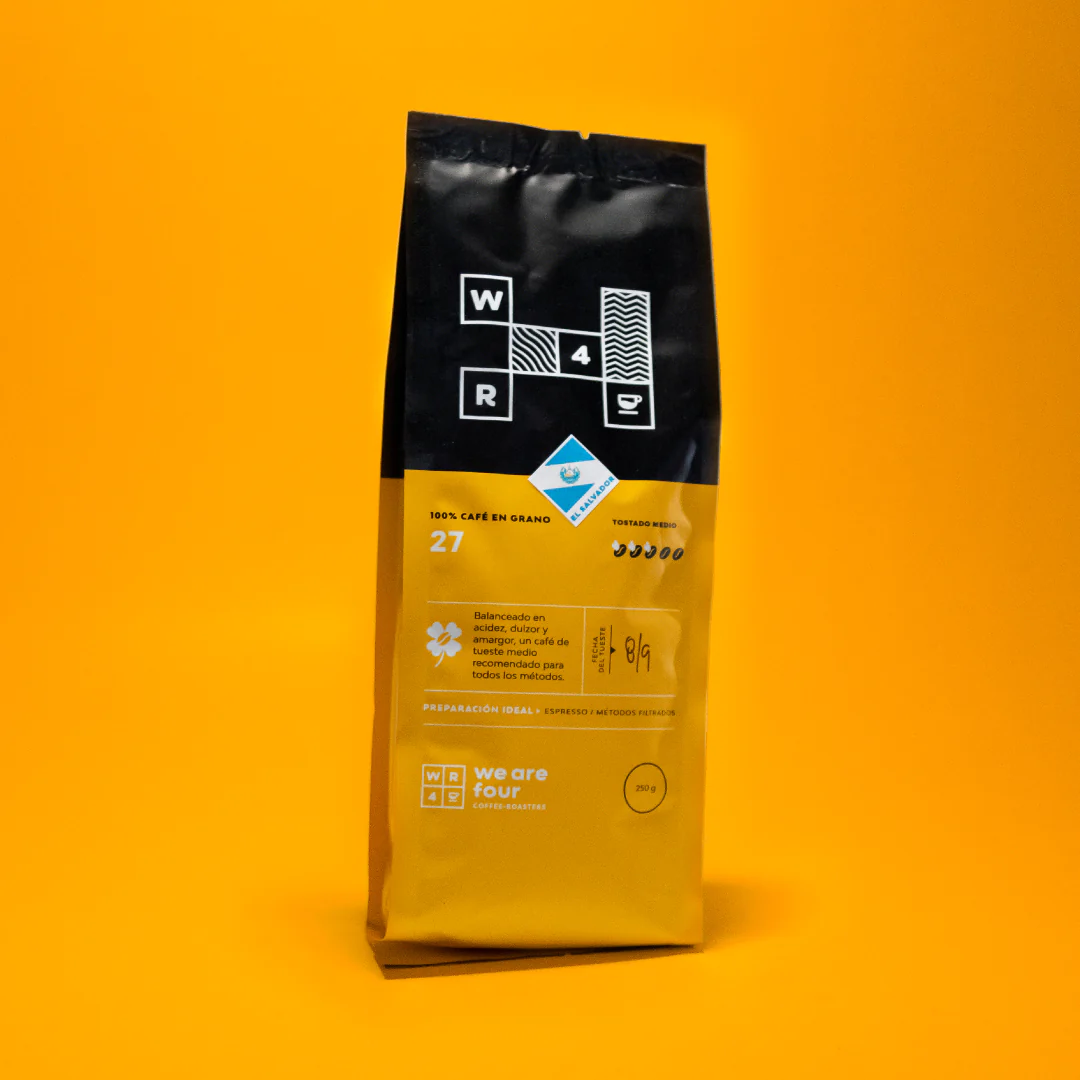 W
4
R
EL SALVADOR
100% CAFÉ EN GRANO
27
TOSTADO MEDIO
Balanceado en
acidez, dulzor y
amargor, un café de
tueste medio
recomendado para
todos los métodos.
FECHA
DEL TUESTE
8/9
PREPARACIÓN IDEAL > ESPRESSO / MÉTODOS FILTRADOS
W R
4
we are
four
COFFEE-ROASTERS
250 g